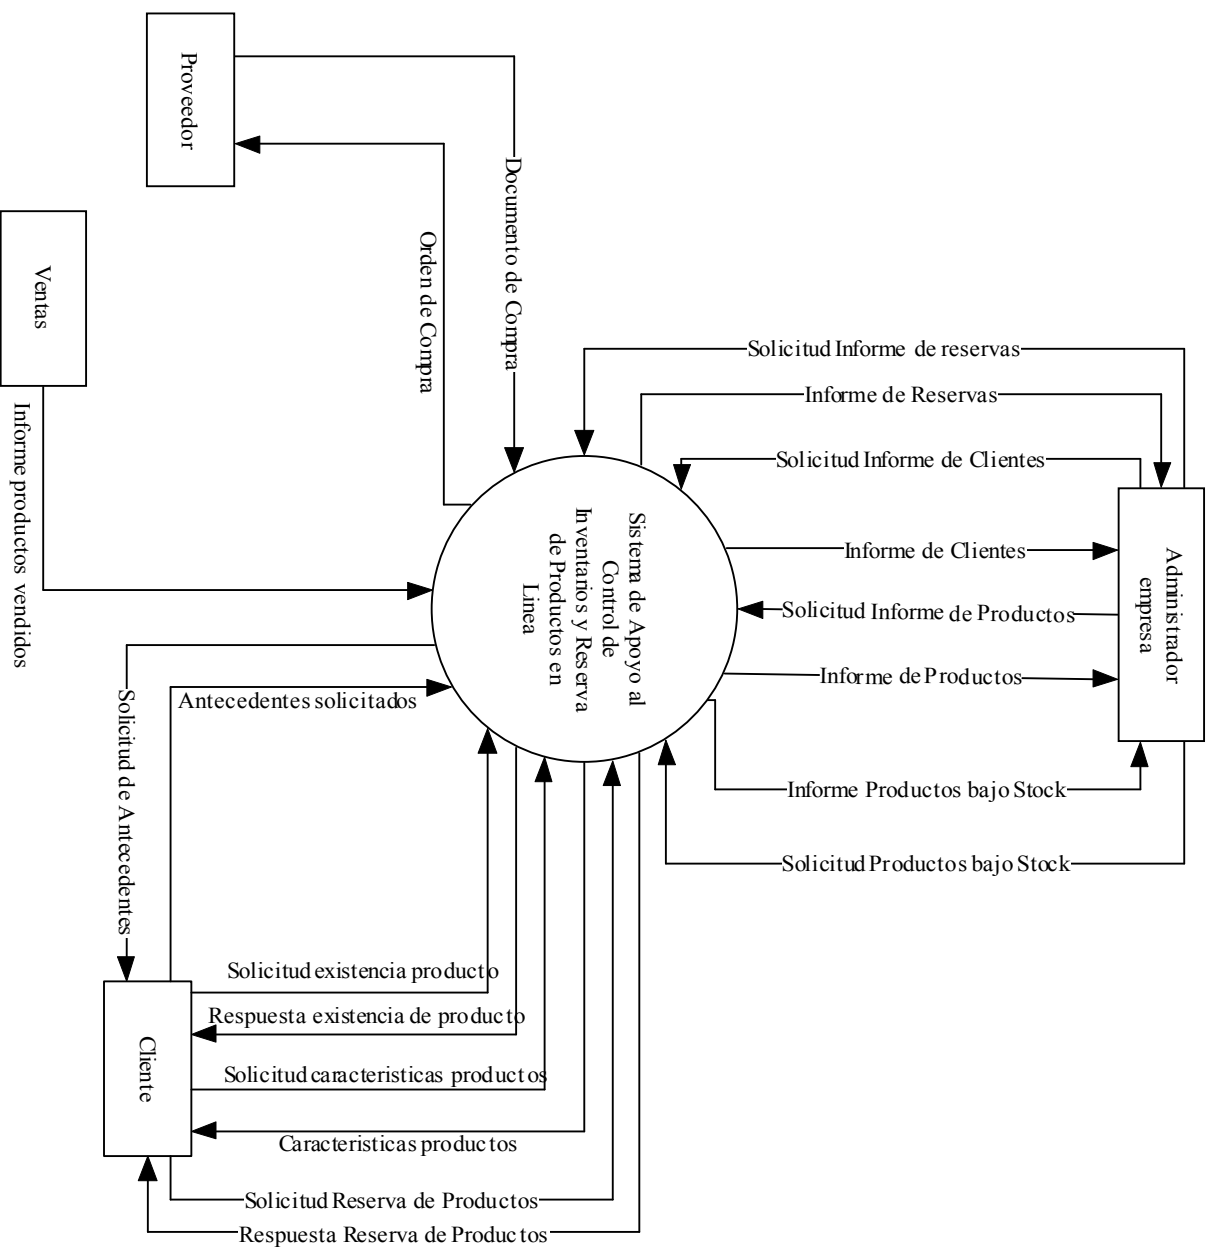 Proveedor
Ventas
Documento de Compra
Orden de Compra
Informe productos vendidos
Solicitud Informe de reservas
Informe de Reservas
Solicitud Informe de Clientes
Informe de Clientes
Solicitud Informe de Productos
Informe de Productos
Informe Productos bajo Stock
Solicitud Productos bajo Stock
Administrador
empresa
Sistema de Apoyo al
Control de
Inventarios y Reserva
de Productos en
Linea
Solicitud de Antecedentes
Antecedentes solicitados
Solicitud existencia producto
Respuesta existencia de producto
Solicitud caracteristicas productos
Caracteristicas productos
Solicitud Reserva de Productos
Respuesta Reserva de Productos
Cliente